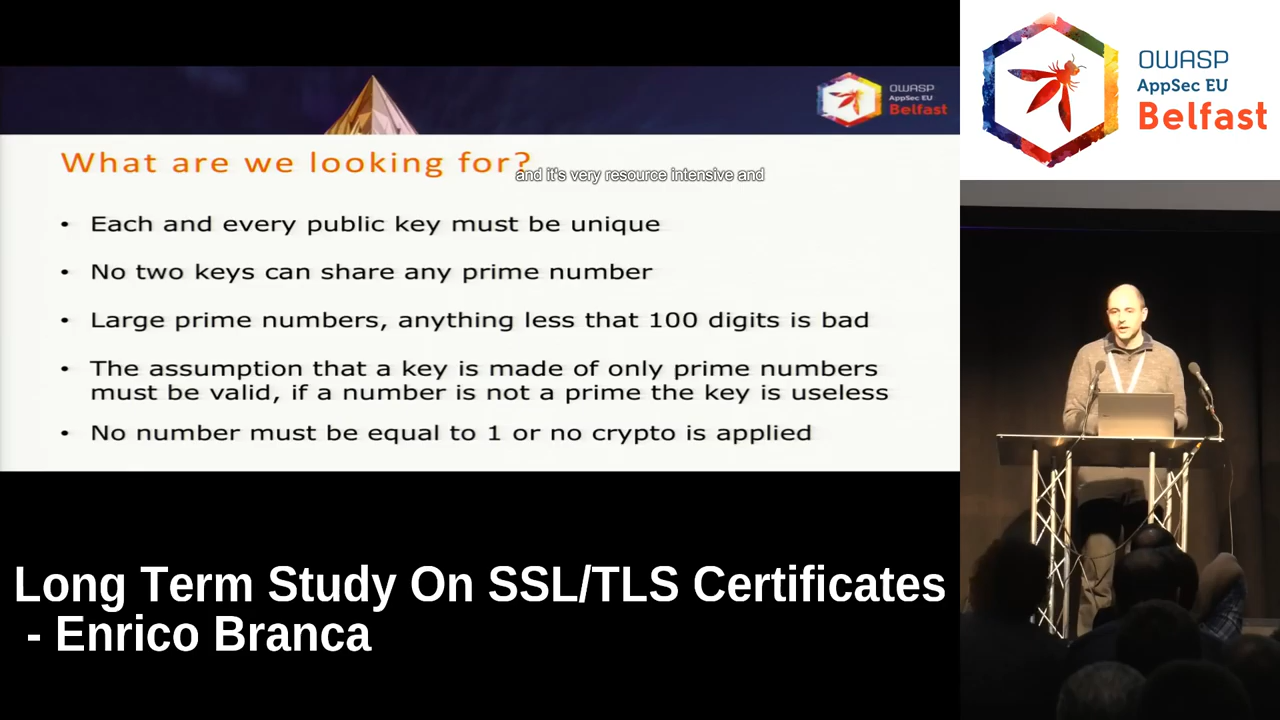 OWASP
AppSec EU
Belfast
What are we looking for?
and it's very resource intensive and
• Each and every public key must be unique
• No two keys can share any prime number
• Large prime numbers, anything less that 100 digits is bad
• The assumption that a key is made of only prime numbers
must be valid, if a number is not a prime the key is useless
• No number must be equal to 1 or no crypto is applied
Long Term Study On SSL/TLS Certificates
- Enrico Branca
OWASP
AppSec EU
Belfast